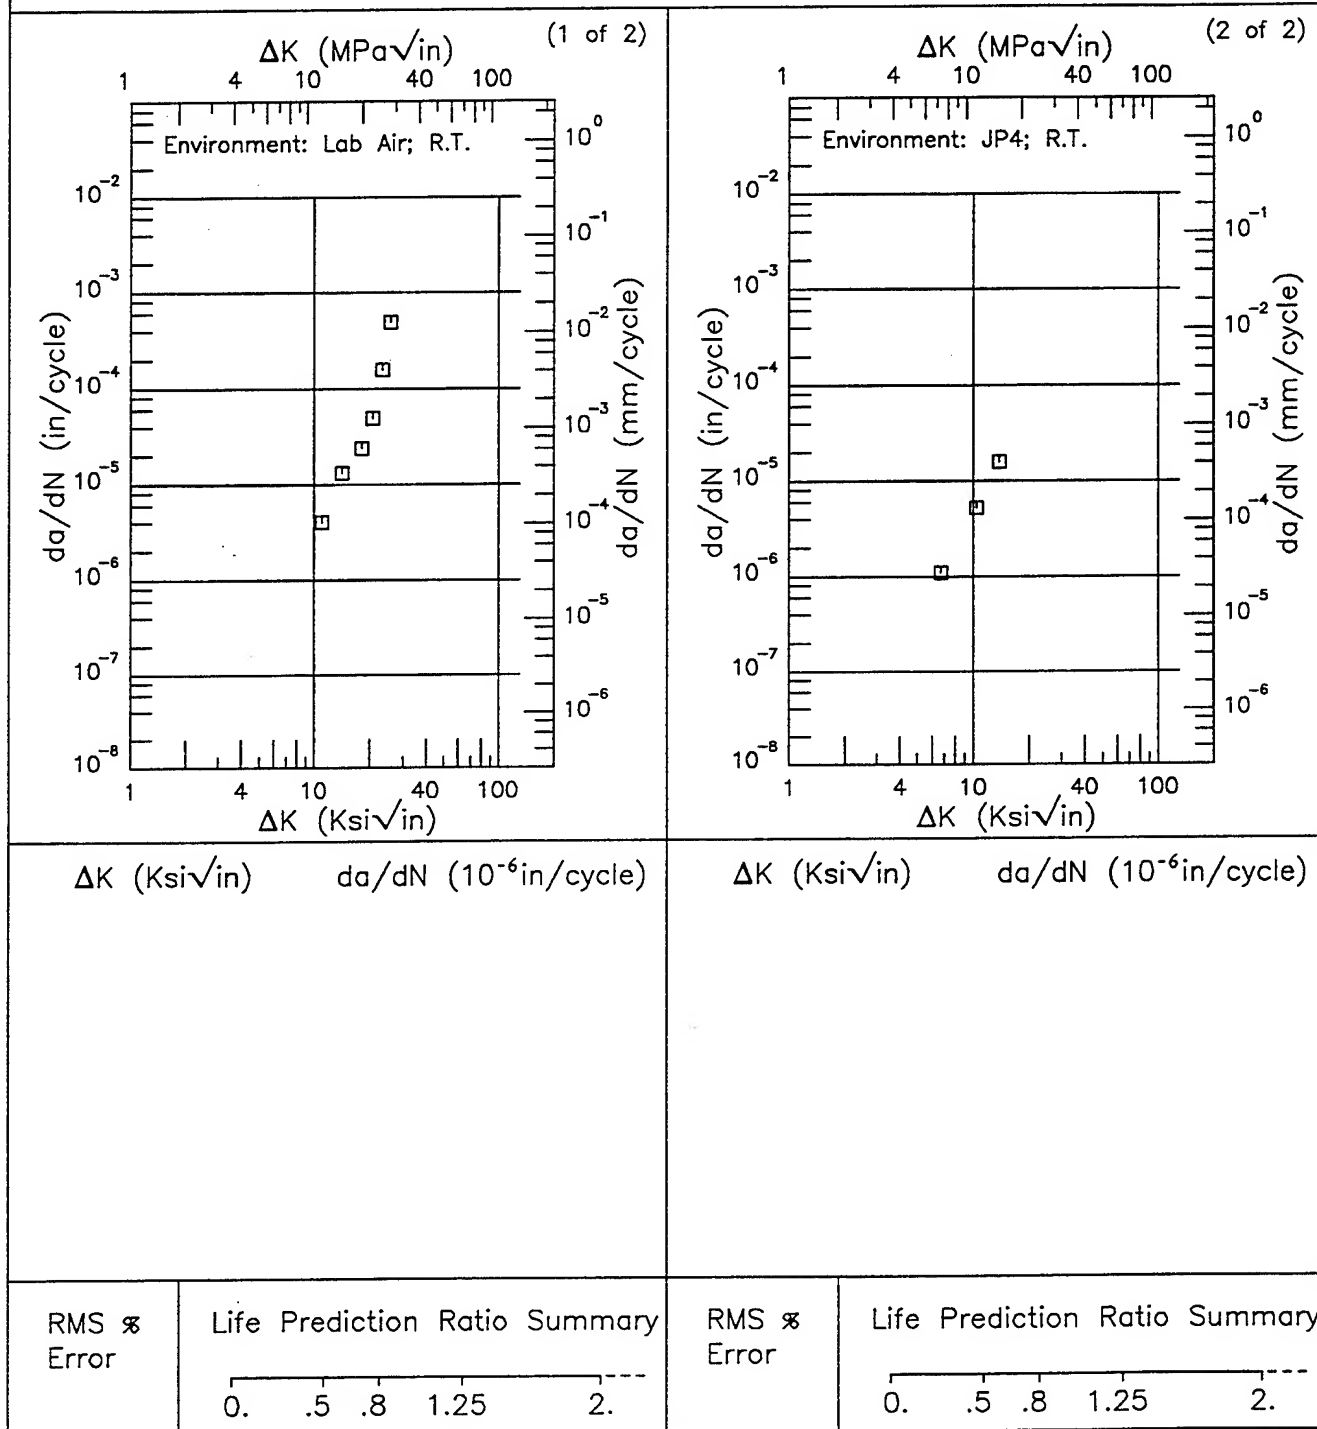 (1 of 2)
ΔK (MPa√in)
1 4 10 40 100
Environment: Lab Air; R.T.
da/dN (in/cycle)
10⁻²
10⁻³
10⁻⁴
10⁻⁵
10⁻⁶
10⁻⁷
10⁻⁸
10⁰
10⁻¹
10⁻²
10⁻³
10⁻⁴
10⁻⁵
10⁻⁶
da/dN (mm/cycle)
1 4 10 40 100
ΔK (Ksi√in)
(2 of 2)
ΔK (MPa√in)
1 4 10 40 100
Environment: JP4; R.T.
da/dN (in/cycle)
10⁻²
10⁻³
10⁻⁴
10⁻⁵
10⁻⁶
10⁻⁷
10⁻⁸
10⁰
10⁻¹
10⁻²
10⁻³
10⁻⁴
10⁻⁵
10⁻⁶
da/dN (mm/cycle)
1 4 10 40 100
ΔK (Ksi√in)
ΔK (Ksi√in) da/dN (10⁻⁶in/cycle)
ΔK (Ksi√in) da/dN (10⁻⁶in/cycle)
RMS %
Error
Life Prediction Ratio Summary
0. .5 .8 1.25 2.
RMS %
Error
Life Prediction Ratio Summary
0. .5 .8 1.25 2.